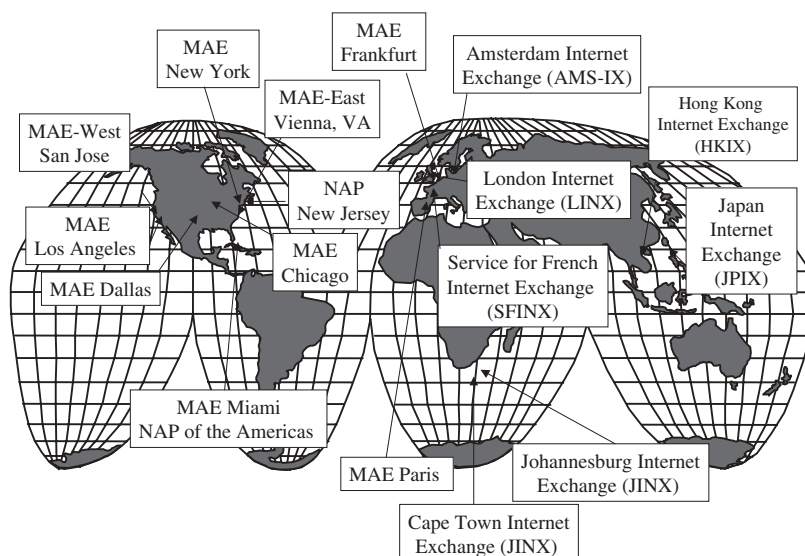 MAE
New York
MAE
Frankfurt
Amsterdam Internet
Exchange (AMS-IX)
MAE-East
Vienna, VA
Hong Kong
Internet Exchange
(HKIX)
MAE-West
San Jose
NAP
New Jersey
London Internet
Exchange (LINX)
MAE
Los Angeles
MAE
Chicago
Japan
Internet
Exchange
(JPIX)
MAE Dallas
Service for French
Internet Exchange
(SFINX)
MAE Miami
NAP of the Americas
MAE Paris
Johannesburg Internet
Exchange (JINX)
Cape Town Internet
Exchange (JINX)